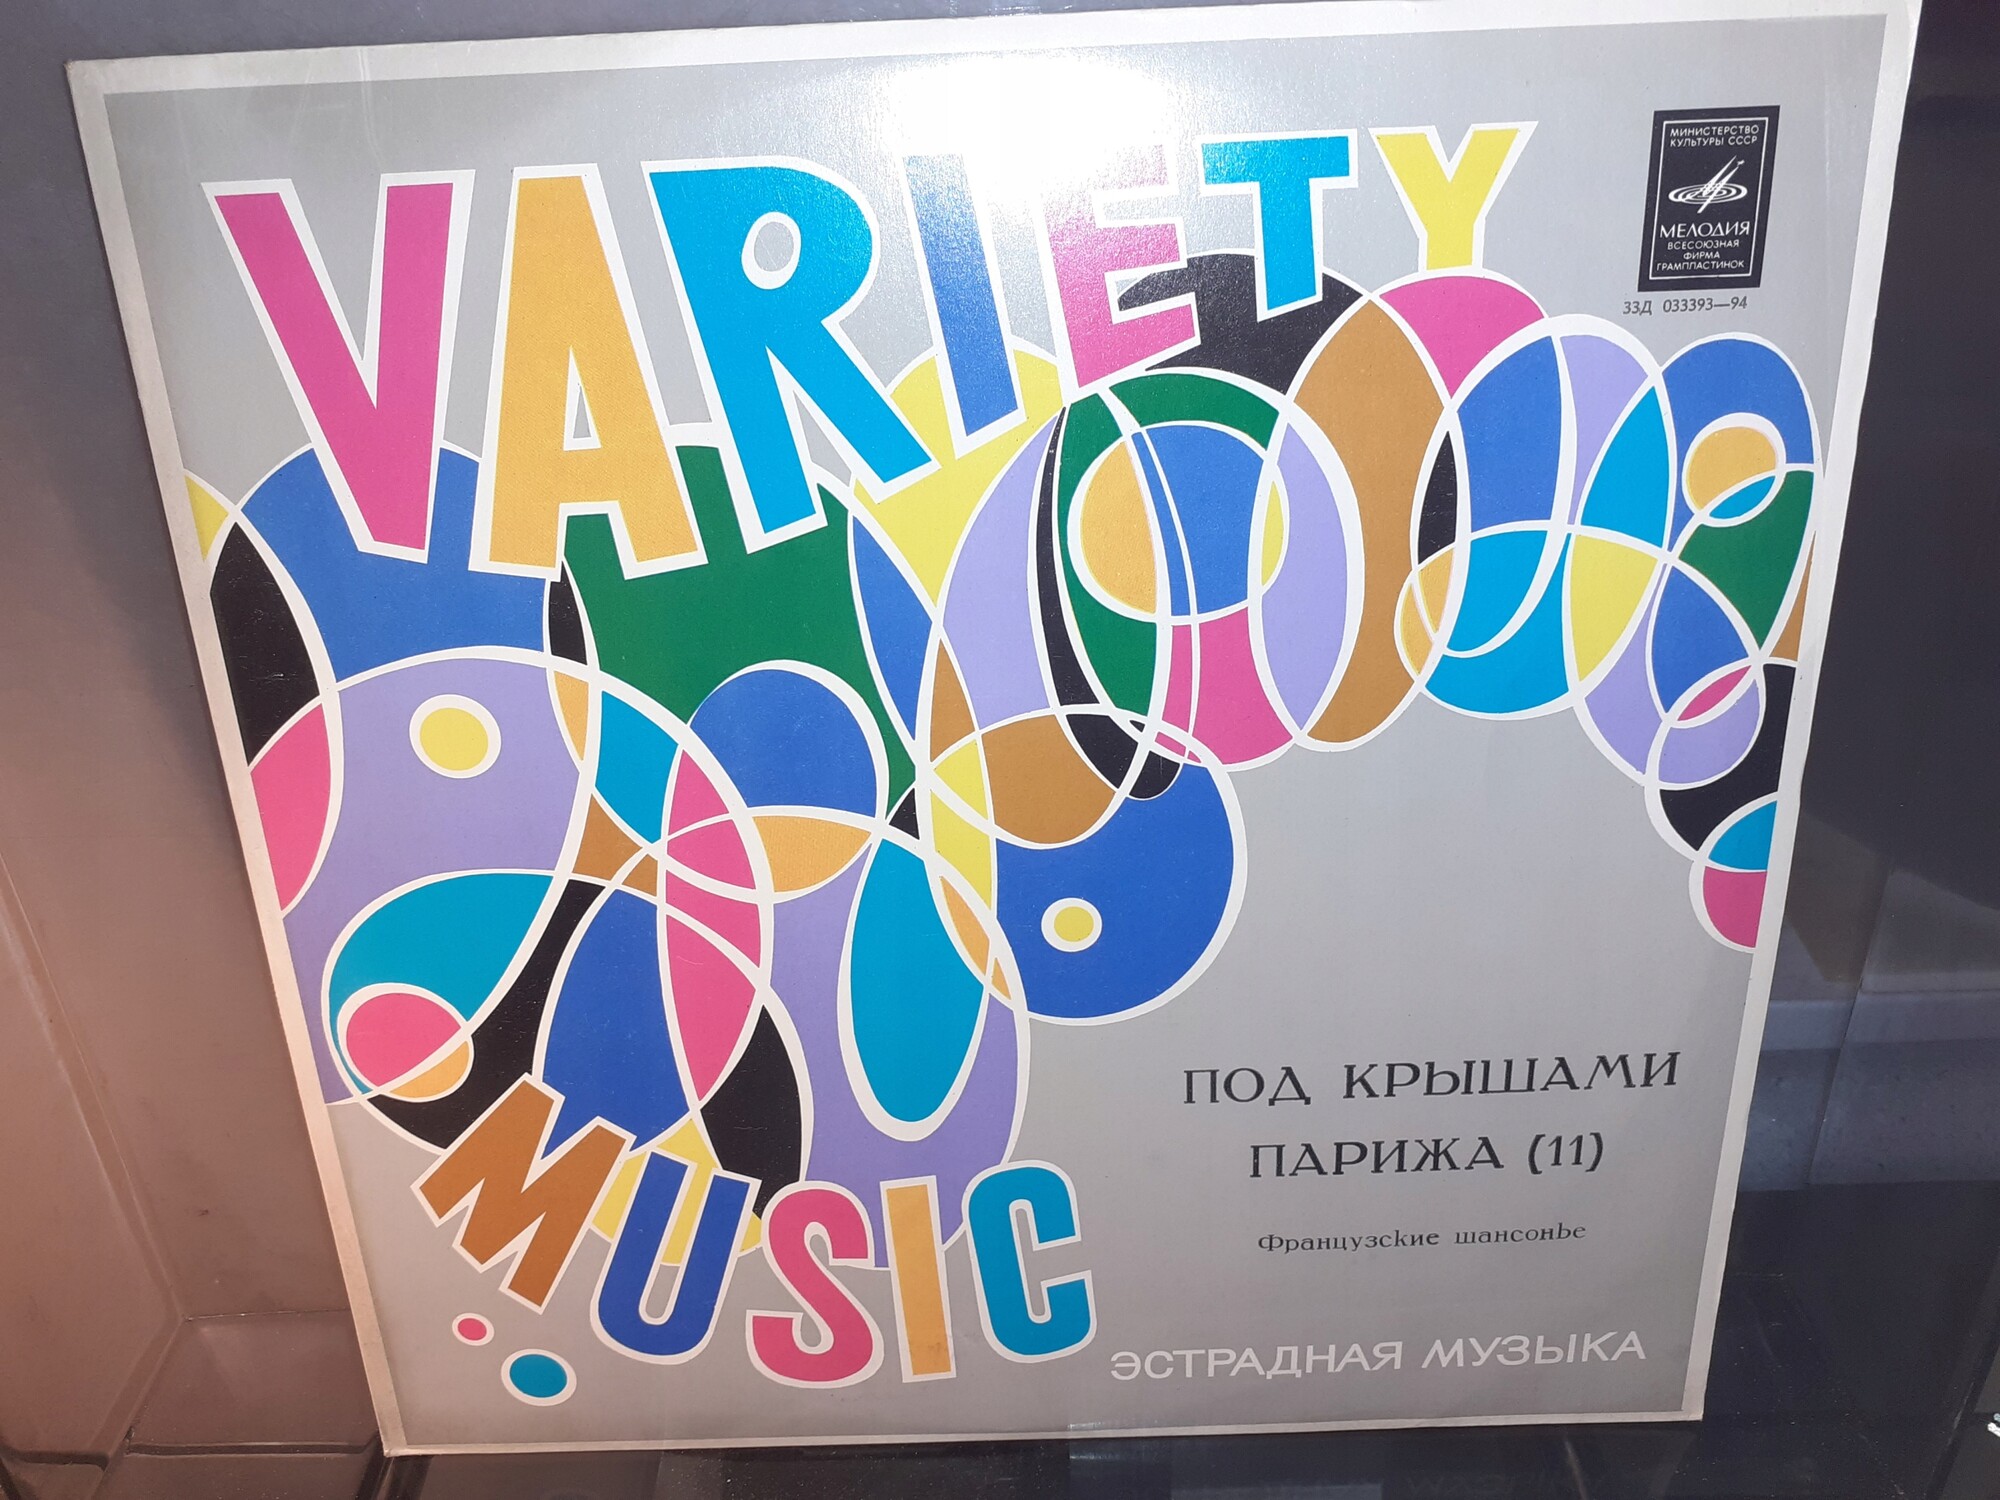 VARIETY
МИНИСТЕРСТВО
КУЛЬТУРЫ СССР
МЕЛОДИЯ
ВСЕСОЮЗНАЯ
ФИРМА
ГРАМПЛАСТИНОК
33Д 033393—94
ПОД КРЫШАМИ
ПАРИЖА (11)
Французские шансонье
MUSIC
ЭСТРАДНАЯ МУЗЫКА